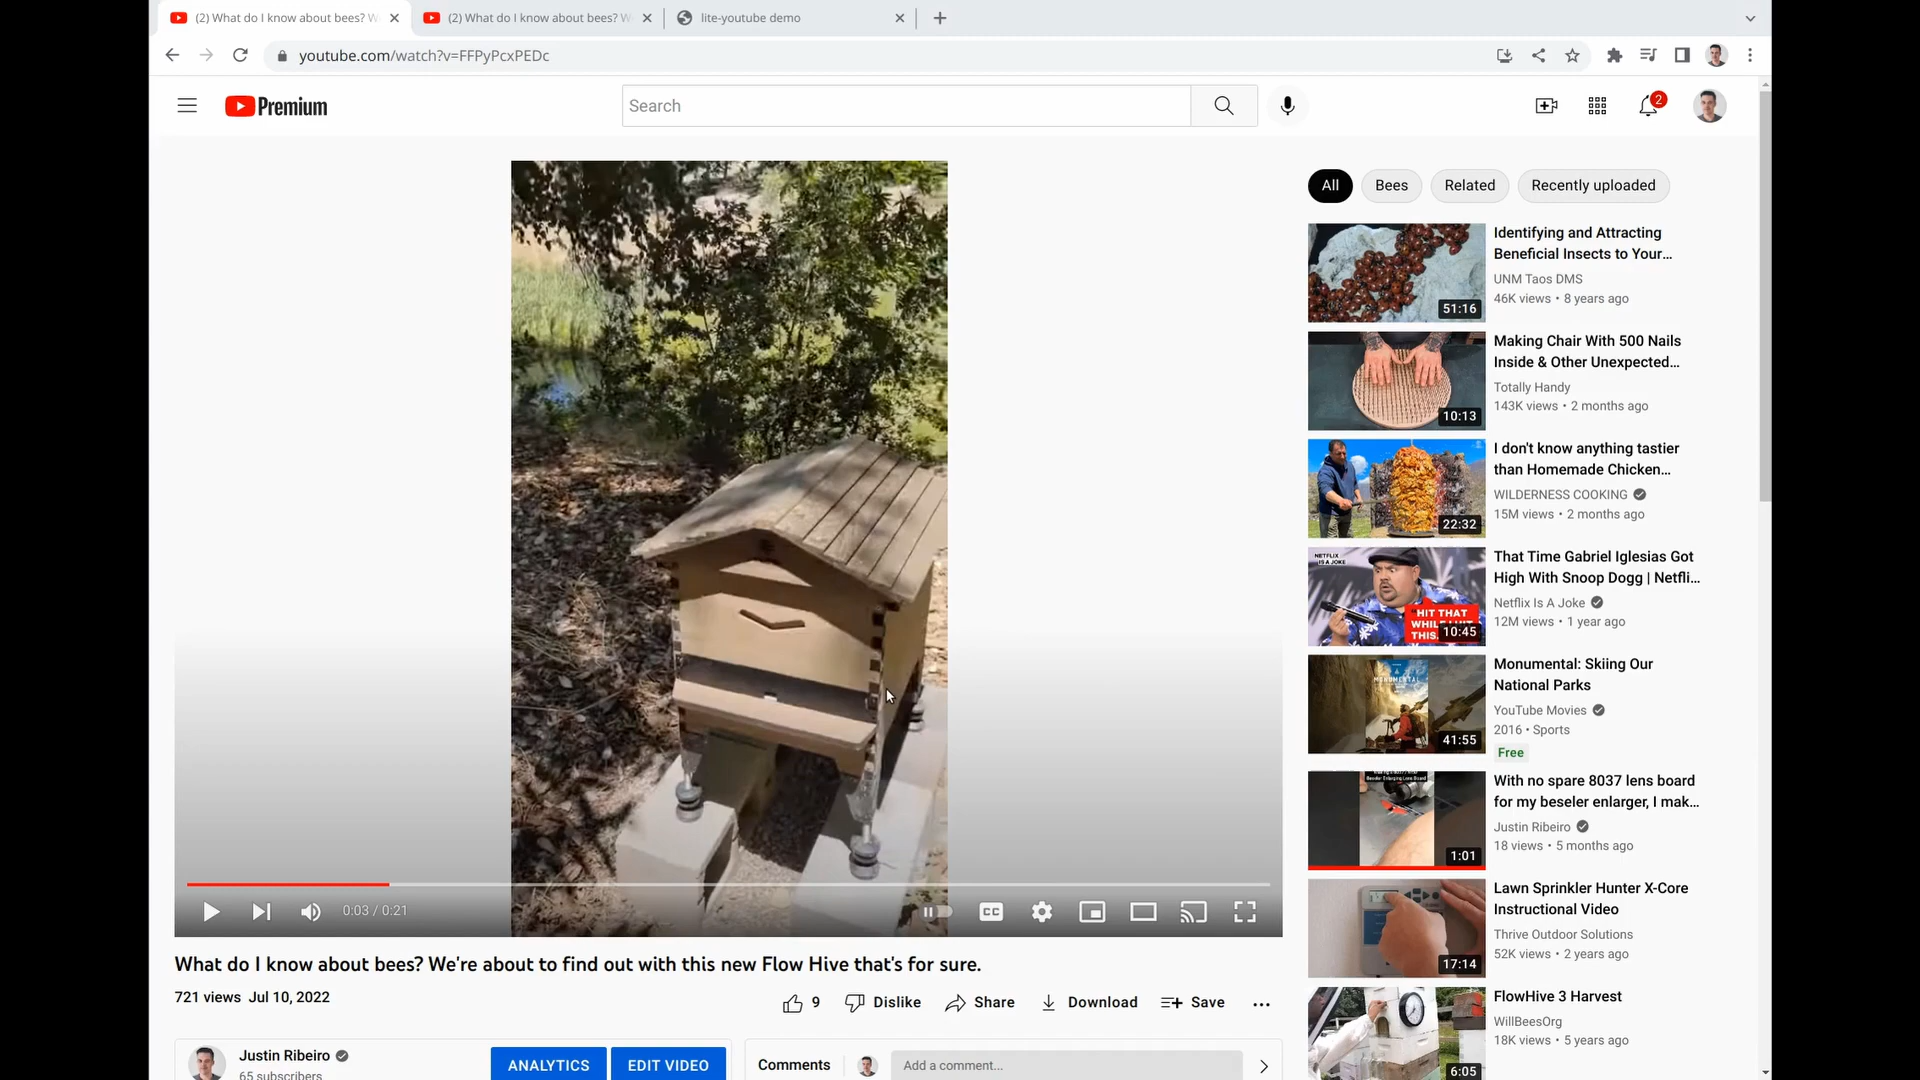 (2) What do I know about bees? W
(2) What do I know about bees? W
lite-youtube demo
youtube.com/watch?v=FFPyPcxPEDc
Premium
Search
2
All
Bees
Related
Recently uploaded
51:16
Identifying and Attracting
Beneficial Insects to Your...
UNM Taos DMS
46K views • 8 years ago
10:13
Making Chair With 500 Nails
Inside & Other Unexpected...
Totally Handy
143K views • 2 months ago
22:32
I don't know anything tastier
than Homemade Chicken...
WILDERNESS COOKING
15M views • 2 months ago
NETFLIX
IS A JOKE
HIT THAT
WHILE I HIT
THIS,
10:45
That Time Gabriel Iglesias Got
High With Snoop Dogg | Netfli...
Netflix Is A Joke
12M views • 1 year ago
MONUMENTAL
41:55
Monumental: Skiing Our
National Parks
YouTube Movies
2016 • Sports
Free
1:01
With no spare 8037 lens board
for my beseler enlarger, I mak...
Justin Ribeiro
18 views • 5 months ago
17:14
Lawn Sprinkler Hunter X-Core
Instructional Video
Thrive Outdoor Solutions
52K views • 2 years ago
6:05
FlowHive 3 Harvest
WillBeesOrg
18K views • 5 years ago
0:03 / 0:21
CC
What do I know about bees? We're about to find out with this new Flow Hive that's for sure.
721 views Jul 10, 2022
9
Dislike
Share
Download
Save
Justin Ribeiro
65 subscribers
ANALYTICS
EDIT VIDEO
Comments
Add a comment...